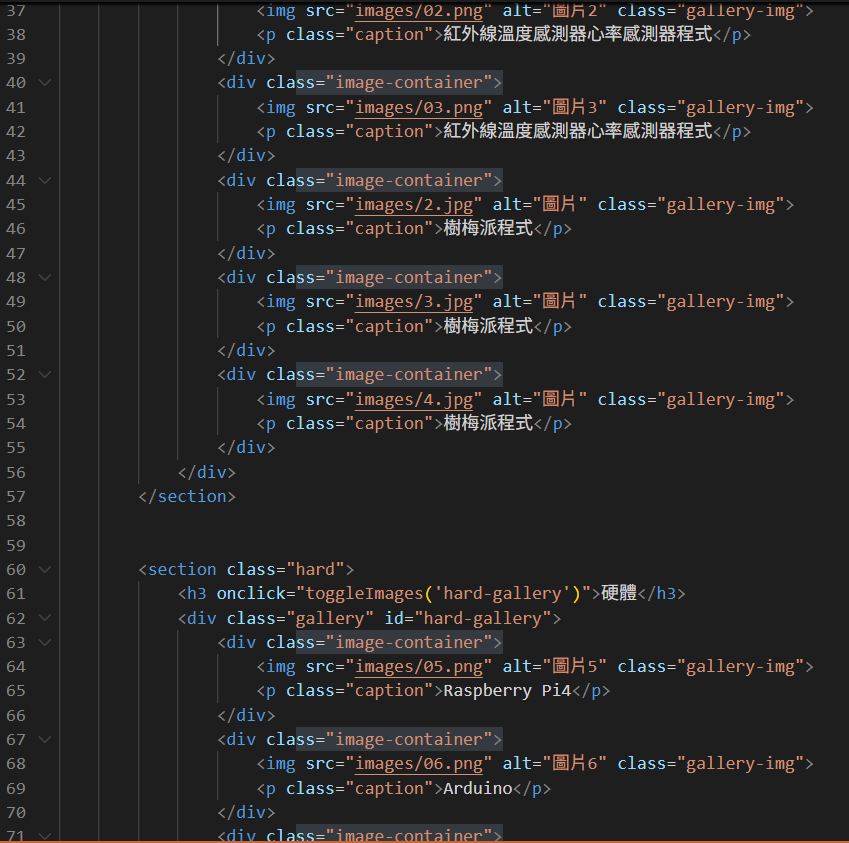 37 <img src="images/02.png" alt="圖片2" class="gallery-img">
38 <p class="caption">紅外線溫度感測器心率感測器程式</p>
39 </div>
40 <div class="image-container">
41 <img src="images/03.png" alt="圖片3" class="gallery-img">
42 <p class="caption">紅外線溫度感測器心率感測器程式</p>
43 </div>
44 <div class="image-container">
45 <img src="images/2.jpg" alt="圖片" class="gallery-img">
46 <p class="caption">樹梅派程式</p>
47 </div>
48 <div class="image-container">
49 <img src="images/3.jpg" alt="圖片" class="gallery-img">
50 <p class="caption">樹梅派程式</p>
51 </div>
52 <div class="image-container">
53 <img src="images/4.jpg" alt="圖片" class="gallery-img">
54 <p class="caption">樹梅派程式</p>
55 </div>
56 </div>
57 </section>
58
59
60 <section class="hard">
61 <h3 onclick="toggleImages('hard-gallery')">硬體</h3>
62 <div class="gallery" id="hard-gallery">
63 <div class="image-container">
64 <img src="images/05.png" alt="圖片5" class="gallery-img">
65 <p class="caption">Raspberry Pi4</p>
66 </div>
67 <div class="image-container">
68 <img src="images/06.png" alt="圖片6" class="gallery-img">
69 <p class="caption">Arduino</p>
70 </div>
71 <div class="image-container">